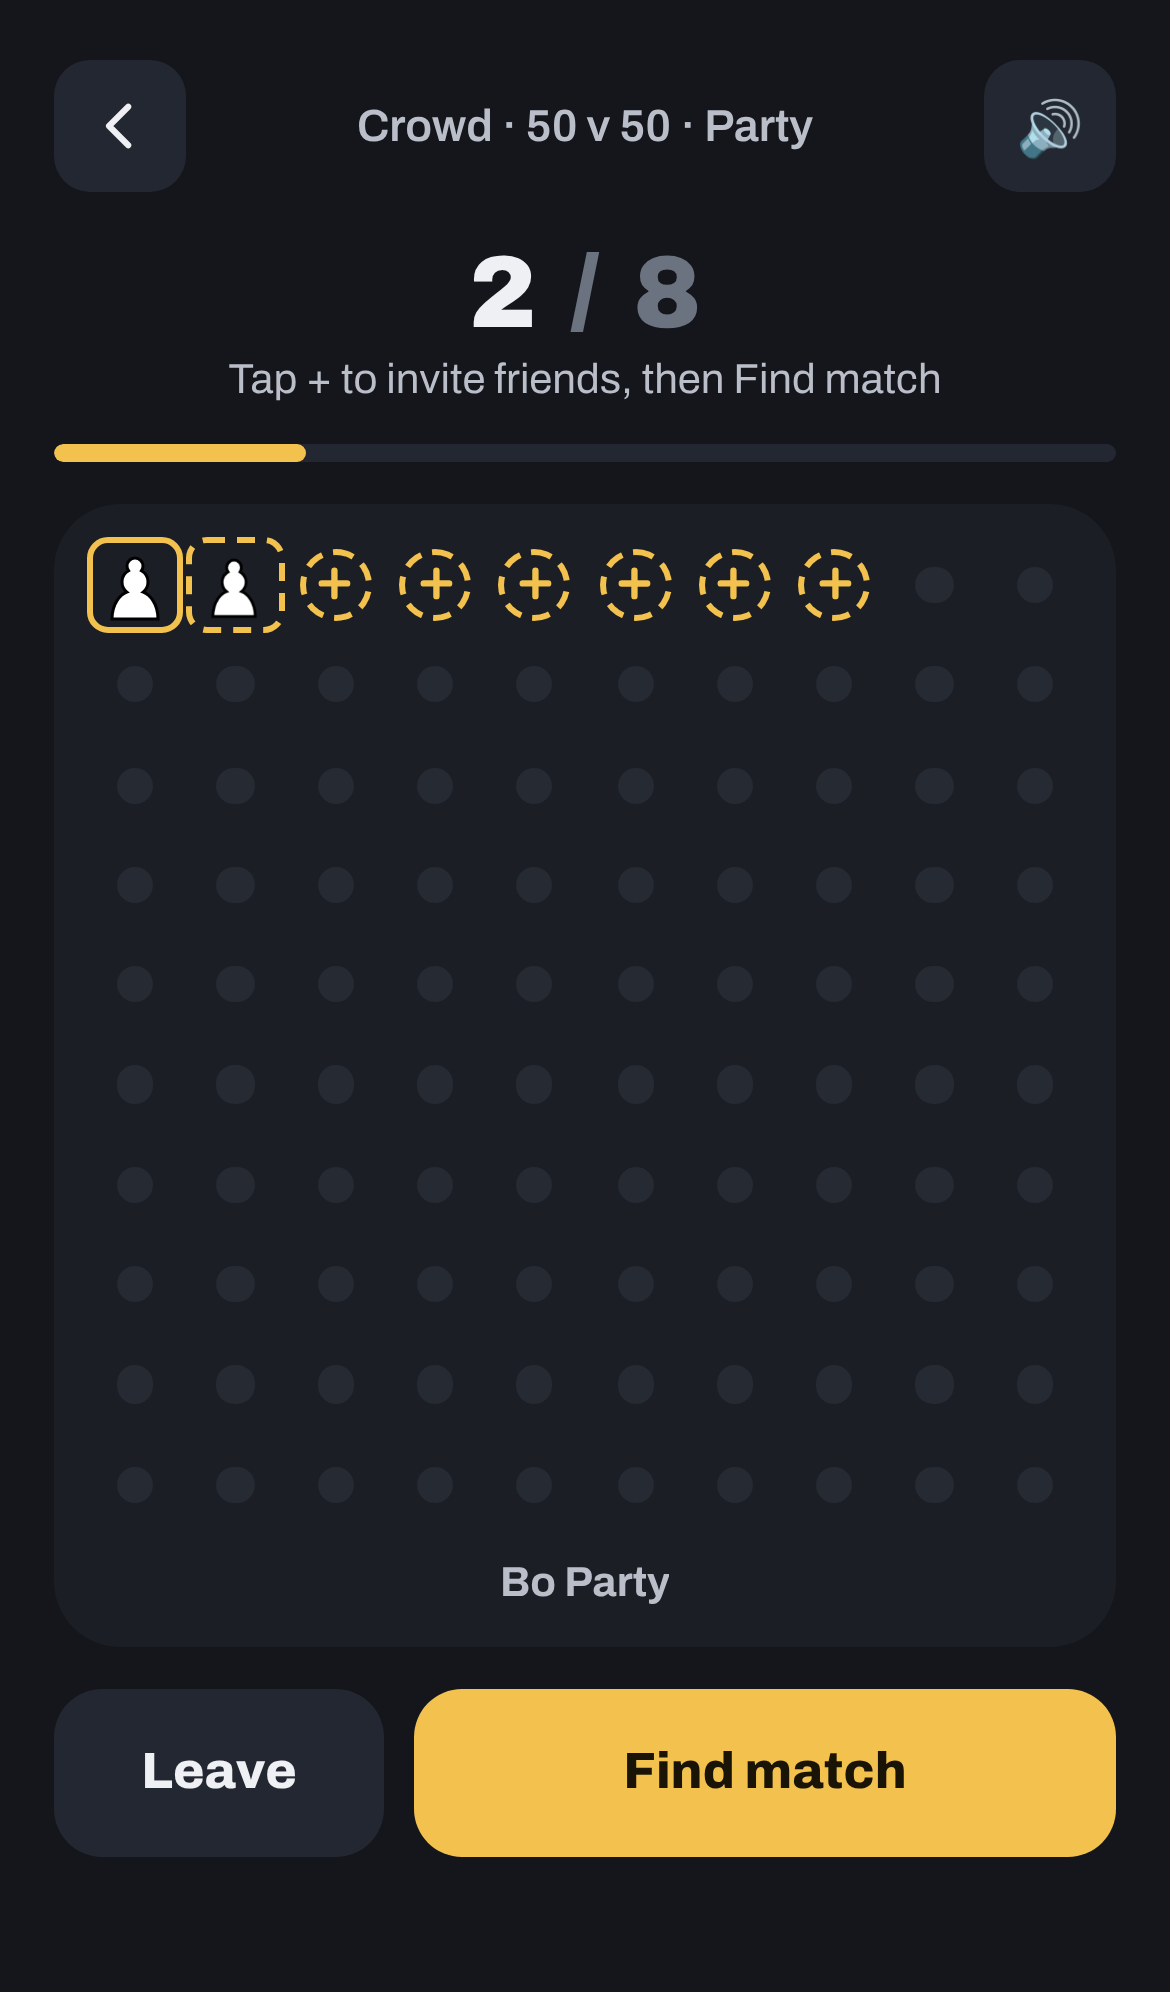 Crowd · 50 v 50 · Party
2 / 8
Tap + to invite friends, then Find match
Bo Party
Leave
Find match